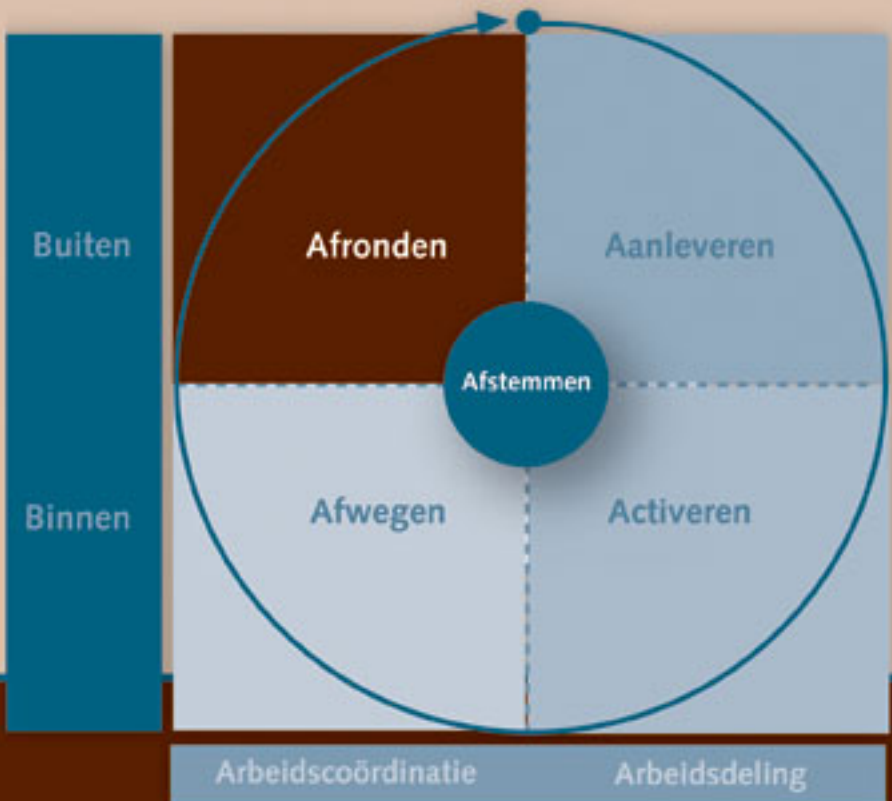 Buiten
Afronden
Aanleveren
Afstemmen
Binnen
Afwegen
Activeren
Arbeidscoördinatie
Arbeidsdeling